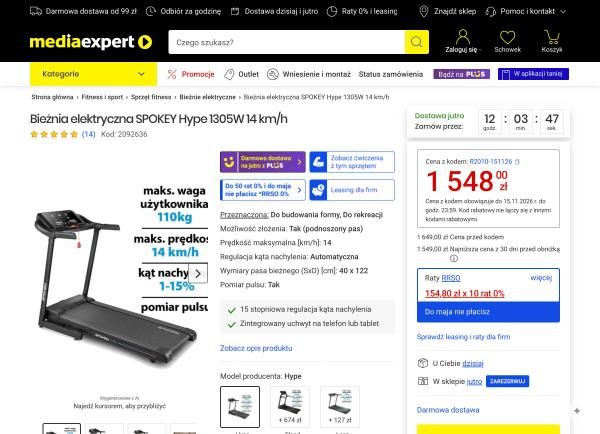 Darmowa dostawa od 99 zł
Odbiór za godzinę
Dostawa dzisiaj i jutro
Raty 0% i leasing
Znajdź sklep
Pomoc i kontakt
mediaexpert
Czego szukasz?
Zaloguj się
Schowek
Koszyk
Kategorie
Promocje
Outlet
Wniesienie i montaż
Status zamówienia
Bądź na PLUS
W aplikacji taniej
Strona główna › Fitness i sport › Sprzęt fitness › Bieżnie elektryczne › Bieżnia elektryczna SPOKEY Hype 1305W 14 km/h
Bieżnia elektryczna SPOKEY Hype 1305W 14 km/h
(14) Kod: 2092636
Dostawa jutro
Zamów przez:
12 : 03 : 47
godz. min. sek.
maks. waga
użytkownika
110kg
maks. prędkoś
14 km/h
kąt nachy
1-15%
pomiar pulsu
Wygenerowane z AI
Najedź kursorem, aby przybliżyć
Darmowa dostawa
na jutro z PLUS
Zobacz ćwiczenia
z tym sprzętem
Do 50 rat 0% i do maja
nie płacisz *RRSO 0%
Leasing dla firm
Przeznaczona: Do budowania formy, Do rekreacji
Możliwość złożenia: Tak (podnoszony pas)
Prędkość maksymalna [km/h]: 14
Regulacja kąta nachylenia: Automatyczna
Wymiary pasa bieżnego (SxD) [cm]: 40 x 122
Pomiar pulsu: Tak
15 stopniowa regulacja kąta nachylenia
Zintegrowany uchwyt na telefon lub tablet
Zobacz opis produktu
Model producenta: Hype
+ 674 zł
+ 127 zł
Cena z kodem: R2010-151126
1 548 00 zł
Cena z kodem obowiązuje do 15.11.2026 r. do
godz. 23:59. Kod rabatowy nie łączy się z innymi
kodami rabatowymi.
1 649,00 zł Cena przed kodem
1 549,00 zł Najniższa cena z 30 dni przed obniżką
Raty RRSO
więcej
154,80 zł x 10 rat 0%
Do maja nie płacisz
Sprawdź leasing i raty dla firm
U Ciebie dzisiaj
W sklepie jutro
ZAREZERWUJ
Darmowa dostawa